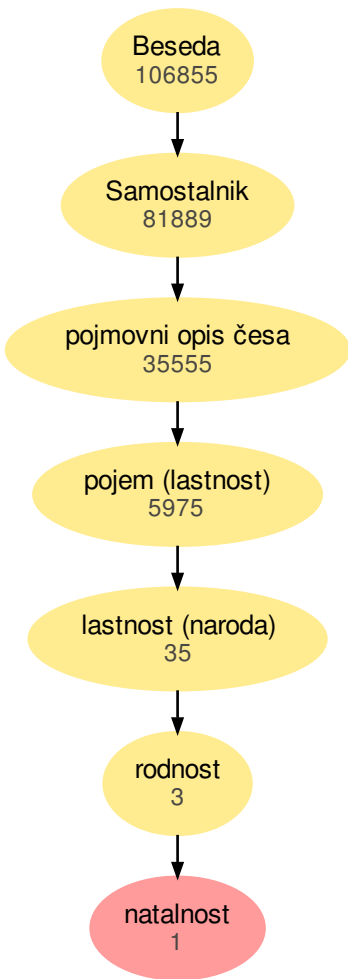 Beseda
106855
Samostalnik
81889
pojmovni opis česa
35555
pojem (lastnost)
5975
lastnost (naroda)
35
rodnost
3
natalnost
1